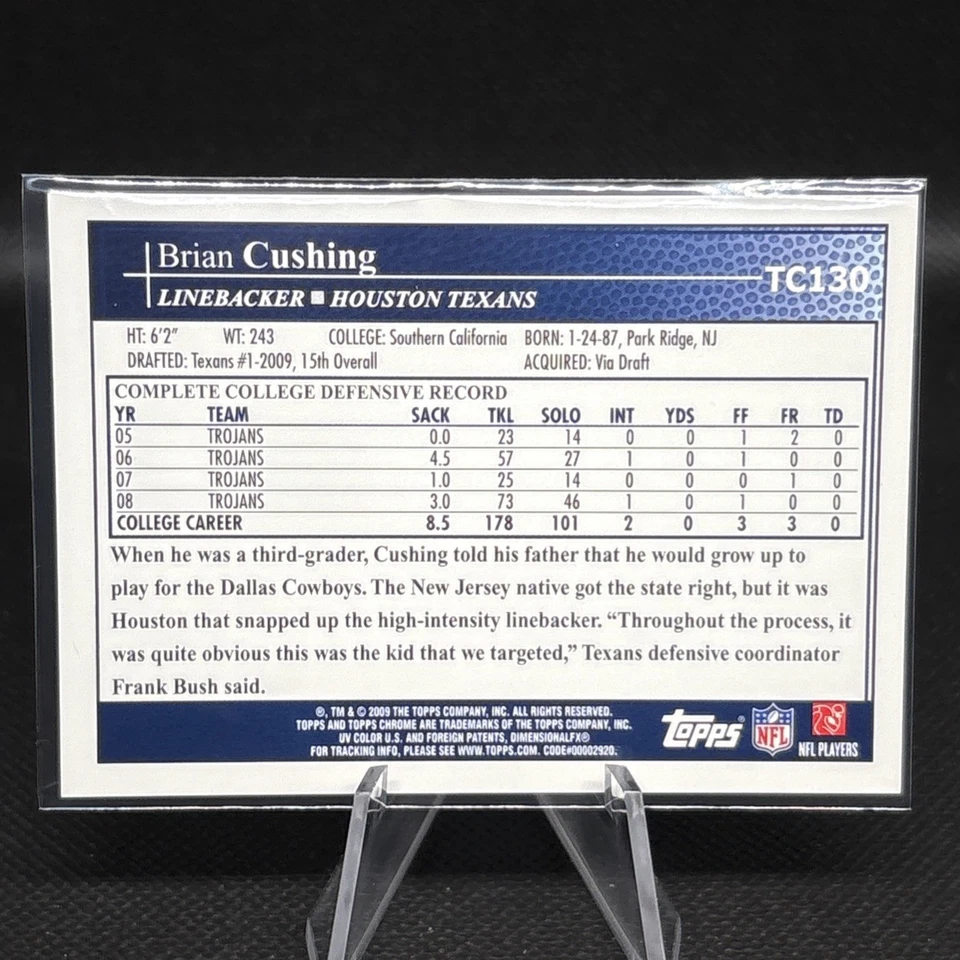 Brian Cushing
TC130
LINEBACKER ■ HOUSTON TEXANS
HT: 6'2" WT: 243 COLLEGE: Southern California BORN: 1-24-87, Park Ridge, NJ
DRAFTED: Texans #1-2009, 15th Overall ACQUIRED: Via Draft
COMPLETE COLLEGE DEFENSIVE RECORD
YR TEAM SACK TKL SOLO INT YDS FF FR TD
05 TROJANS 0.0 23 14 0 0 1 2 0
06 TROJANS 4.5 57 27 1 0 1 0 0
07 TROJANS 1.0 25 14 0 0 0 1 0
08 TROJANS 3.0 73 46 1 0 1 0 0
COLLEGE CAREER 8.5 178 101 2 0 3 3 0
When he was a third-grader, Cushing told his father that he would grow up to
play for the Dallas Cowboys. The New Jersey native got the state right, but it was
Houston that snapped up the high-intensity linebacker. “Throughout the process, it
was quite obvious this was the kid that we targeted,” Texans defensive coordinator
Frank Bush said.
®, TM & © 2009 THE TOPPS COMPANY, INC. ALL RIGHTS RESERVED.
TOPPS AND TOPPS CHROME ARE TRADEMARKS OF THE TOPPS COMPANY, INC.
UV COLOR U.S. AND FOREIGN PATENTS, DIMENSIONALFX®
FOR TRACKING INFO, PLEASE SEE WWW.TOPPS.COM. CODE#00002920.
topps®
NFL
NFL PLAYERS